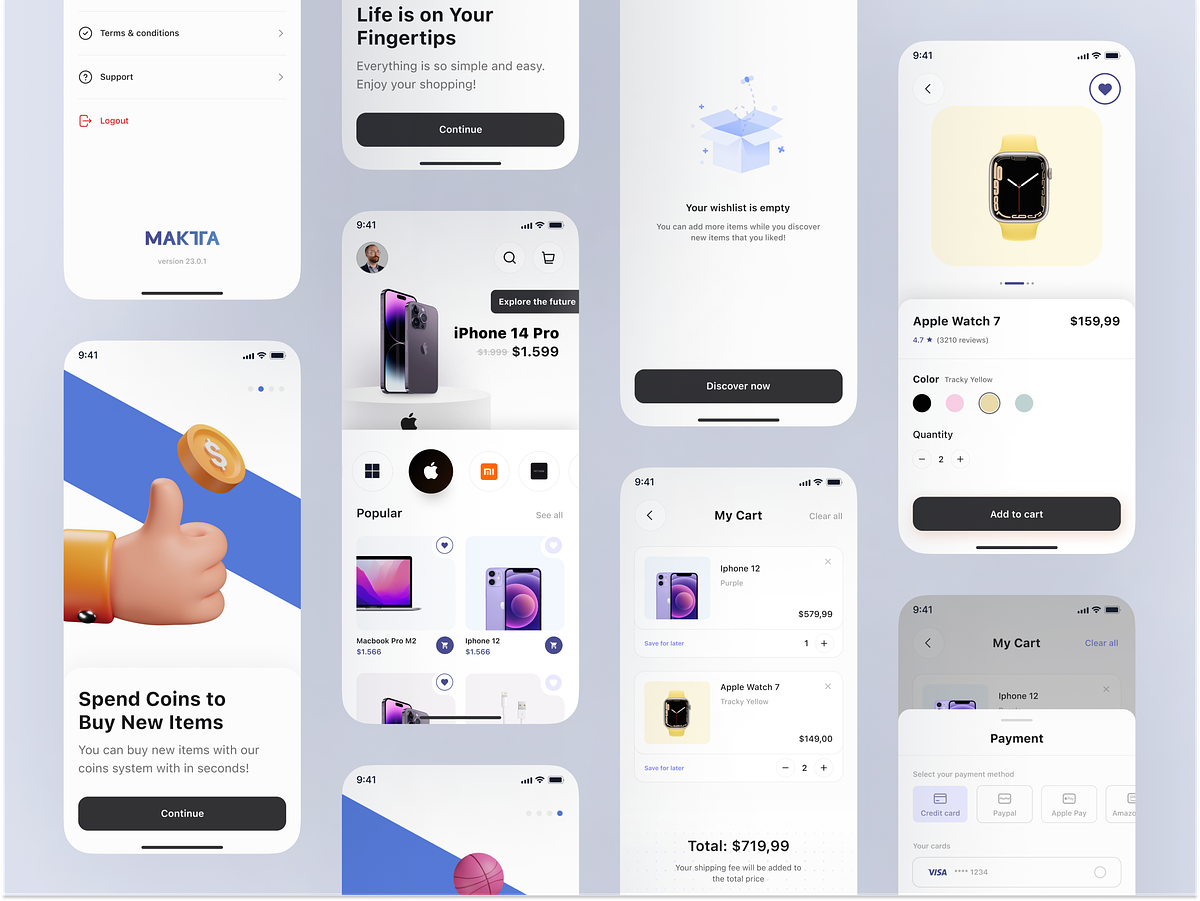 Terms & conditions
Support
Logout
MAKTTA
version 23.0.1
9:41
Spend Coins to
Buy New Items
You can buy new items with our
coins system with in seconds!
Continue
Life is on Your
Fingertips
Everything is so simple and easy.
Enjoy your shopping!
Continue
9:41
Explore the future
iPhone 14 Pro
$1.999 $1.599
mi
Popular
See all
Macbook Pro M2
$1.566
Iphone 12
$1.566
9:41
Your wishlist is empty
You can add more items while you discover
new items that you liked!
Discover now
9:41
My Cart
Clear all
Iphone 12
Purple
$579,99
Save for later
1 +
Apple Watch 7
Tracky Yellow
$149,00
Save for later
− 2 +
Total: $719,99
Your shipping fee will be added to
the total price
9:41
Apple Watch 7
$159,99
4.7 ★ (3210 reviews)
Color Tracky Yellow
Quantity
− 2 +
Add to cart
9:41
My Cart
Clear all
Iphone 12
Payment
Select your payment method
Credit card
Paypal
Apple Pay
Amazo
Your cards
VISA **** 1234